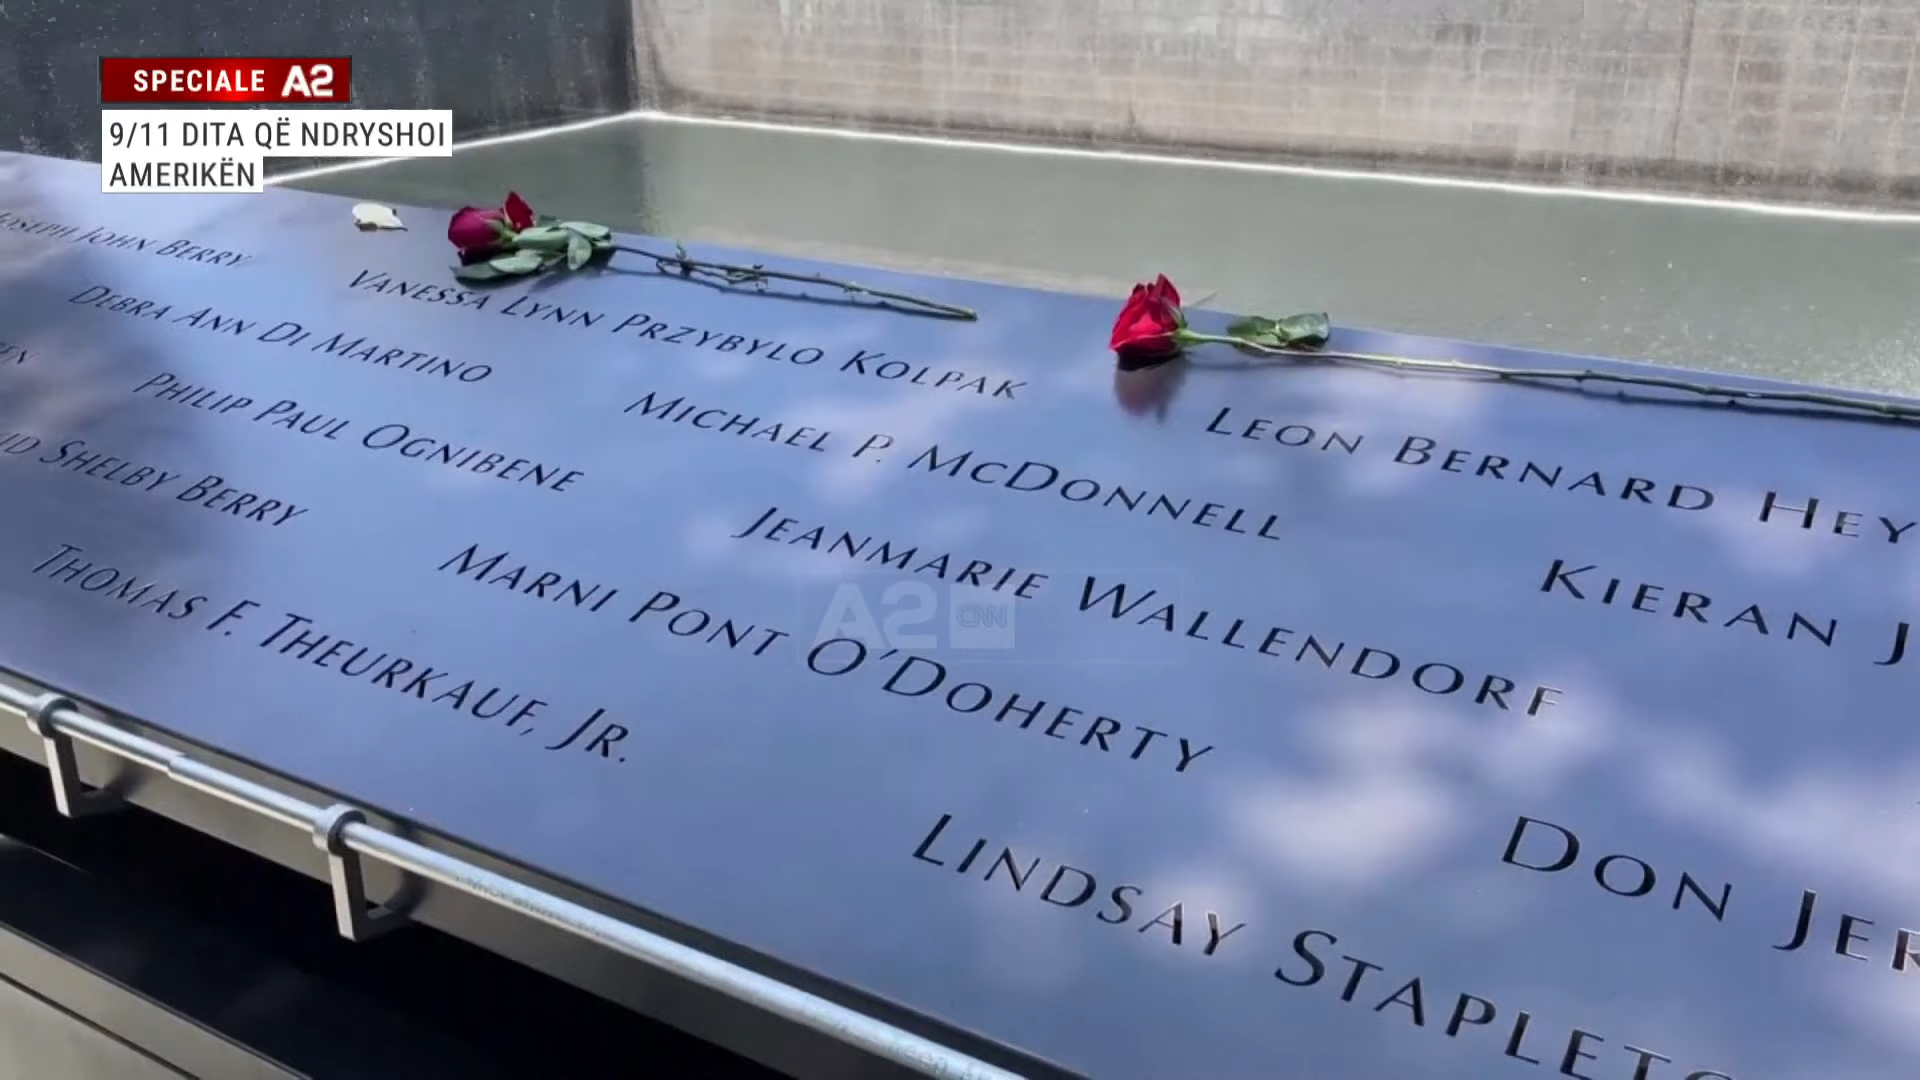 SPECIALE A2
9/11 DITA QË NDRYSHOI
AMERIKËN
JOSEPH JOHN BERRY
VANESSA LYNN PRZYBYLO KOLPAK
LEON BERNARD HEY
DEBRA ANN DI MARTINO
MICHAEL P. MCDONNELL
KIERAN J
PHILIP PAUL OGNIBENE
JEANMARIE WALLENDORF
DON JER
SHELBY BERRY
MARNI PONT O'DOHERTY
LINDSAY STAPLETO
THOMAS F. THEURKAUF, JR.
A2 CNN